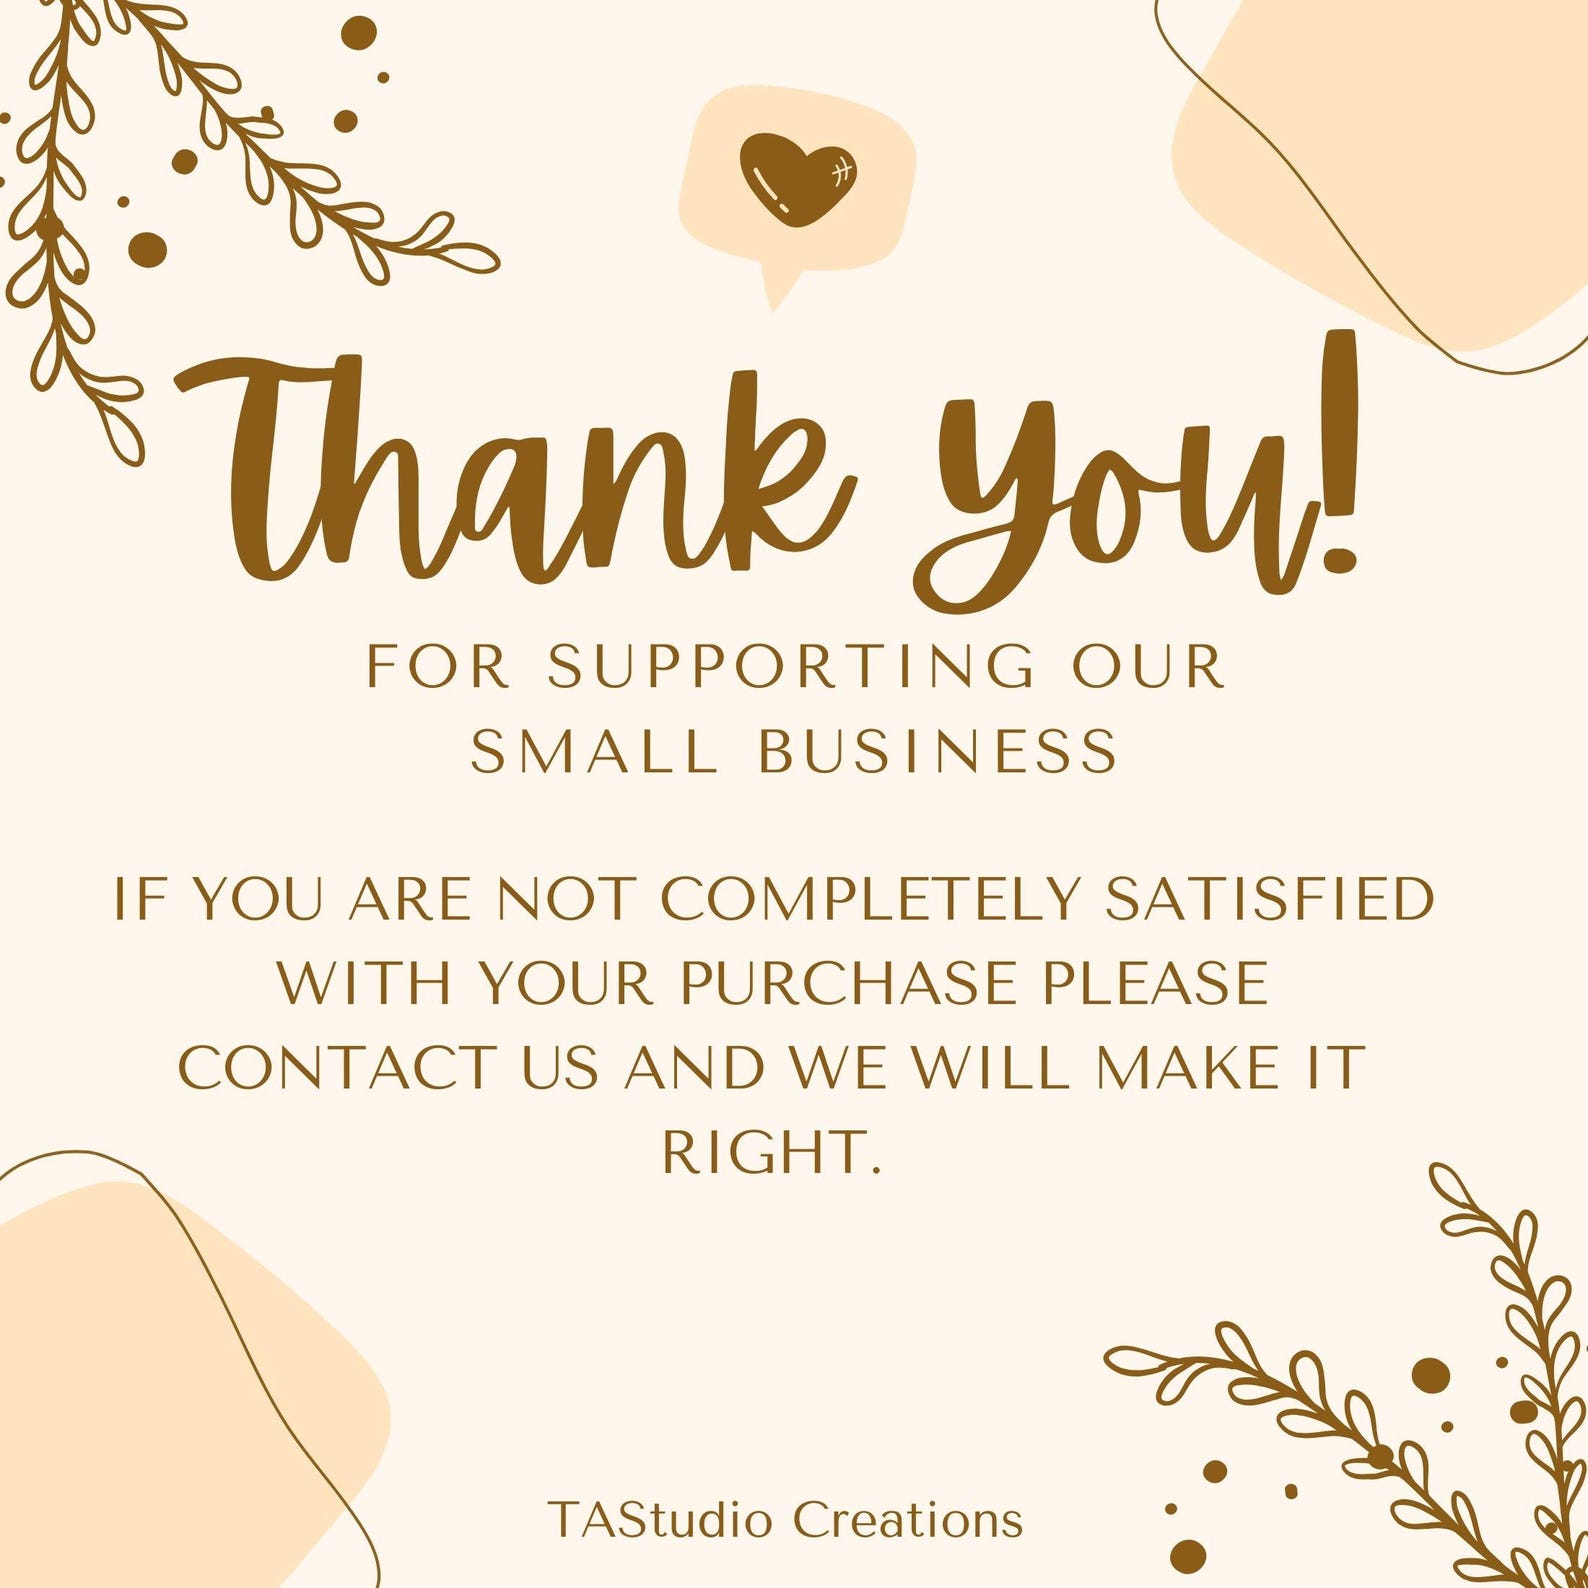 Thank you!
FOR SUPPORTING OUR
SMALL BUSINESS
IF YOU ARE NOT COMPLETELY SATISFIED
WITH YOUR PURCHASE PLEASE
CONTACT US AND WE WILL MAKE IT
RIGHT.
TAStudio Creations